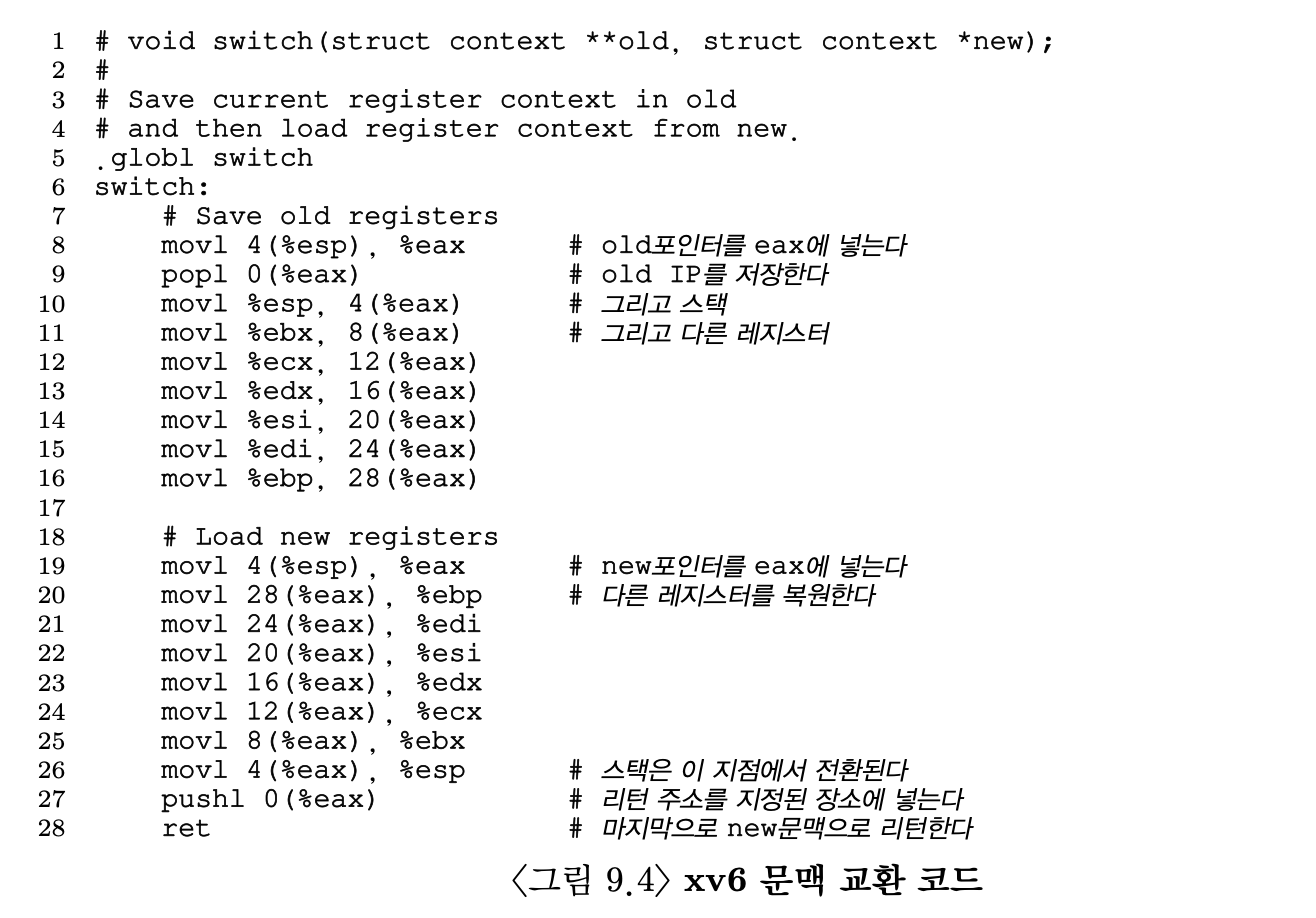 1 # void switch(struct context **old, struct context *new);
2 #
3 # Save current register context in old
4 # and then load register context from new.
5 .globl switch
6 switch:
7 # Save old registers
8 movl 4(%esp), %eax # old포인터를 eax에 넣는다
9 popl 0(%eax) # old IP를 저장한다
10 movl %esp, 4(%eax) # 그리고 스택
11 movl %ebx, 8(%eax) # 그리고 다른 레지스터
12 movl %ecx, 12(%eax)
13 movl %edx, 16(%eax)
14 movl %esi, 20(%eax)
15 movl %edi, 24(%eax)
16 movl %ebp, 28(%eax)
17
18 # Load new registers
19 movl 4(%esp), %eax # new포인터를 eax에 넣는다
20 movl 28(%eax), %ebp # 다른 레지스터를 복원한다
21 movl 24(%eax), %edi
22 movl 20(%eax), %esi
23 movl 16(%eax), %edx
24 movl 12(%eax), %ecx
25 movl 8(%eax), %ebx
26 movl 4(%eax), %esp # 스택은 이 지점에서 전환된다
27 pushl 0(%eax) # 리턴 주소를 지정된 장소에 넣는다
28 ret # 마지막으로 new문맥으로 리턴한다
〈그림 9.4〉 xv6 문맥 교환 코드